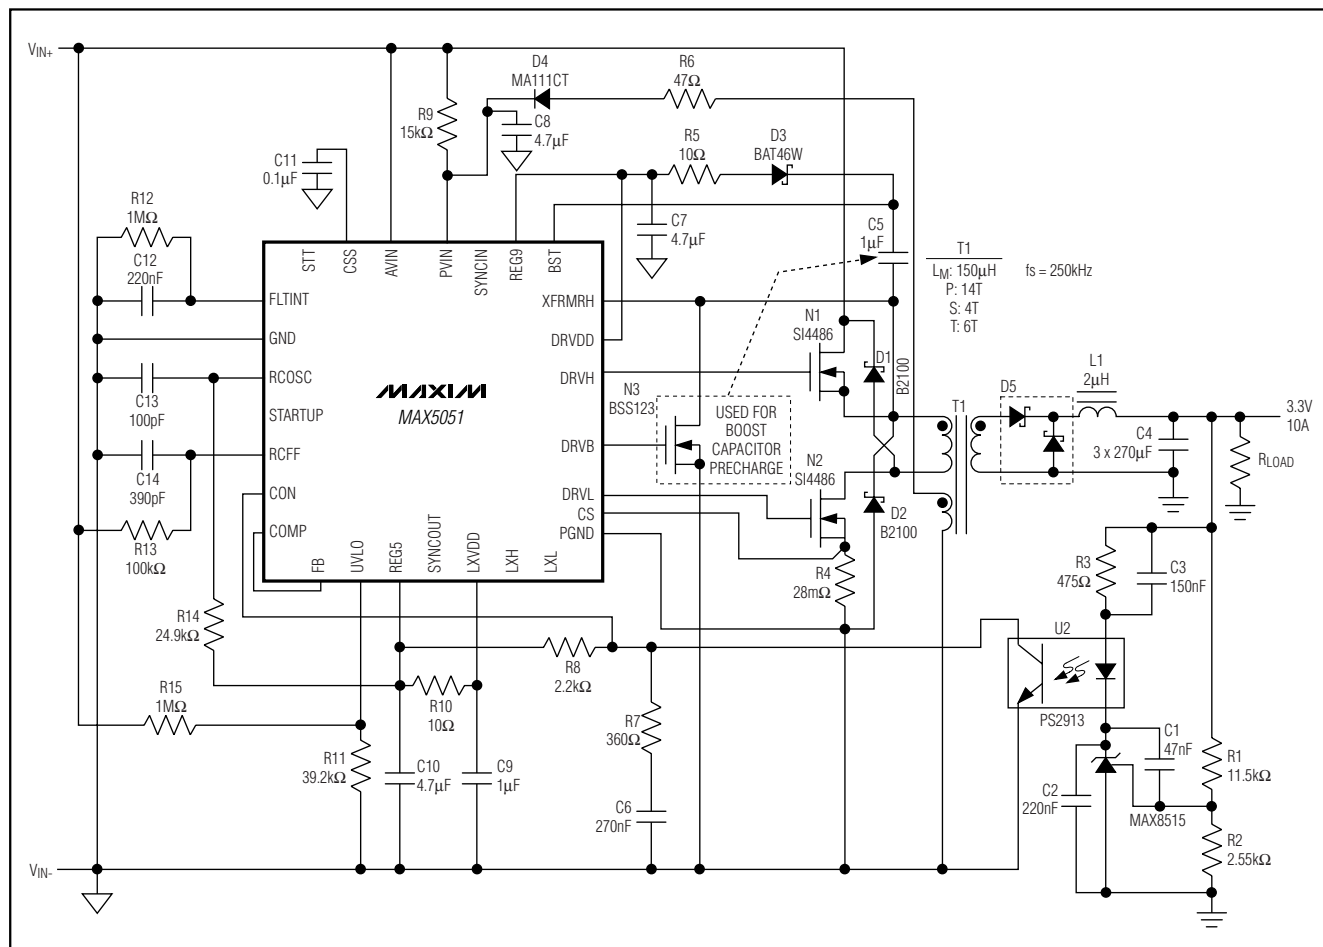 VIN+
D4
MA111CT
R6
47Ω
R9
15kΩ
C8
4.7µF
R5
10Ω
D3
BAT46W
C11
0.1µF
R12
1MΩ
C12
220nF
C7
4.7µF
C5
1µF
T1
LM: 150µH
P: 14T
S: 4T
T: 6T
fs = 250kHz
STT
CSS
AVIN
PVIN
SYNCIN
REG9
BST
FLTINT
GND
RCOSC
STARTUP
RCFF
CON
COMP
XFRMRH
DRVDD
DRVH
DRVB
DRVL
CS
PGND
MAXIM
MAX5051
FB
UVLO
REG5
SYNCOUT
LXVDD
LXH
LXL
C13
100pF
C14
390pF
R13
100kΩ
N1
SI4486
D1
B2100
N3
BSS123
USED FOR
BOOST
CAPACITOR
PRECHARGE
N2
SI4486
D2
B2100
T1
D5
L1
2µH
C4
3 x 270µF
3.3V
10A
RLOAD
R4
28mΩ
R3
475Ω
C3
150nF
R14
24.9kΩ
R15
1MΩ
R8
2.2kΩ
R10
10Ω
R7
360Ω
U2
PS2913
R11
39.2kΩ
C10
4.7µF
C9
1µF
C6
270nF
C1
47nF
R1
11.5kΩ
C2
220nF
MAX8515
R2
2.55kΩ
VIN-